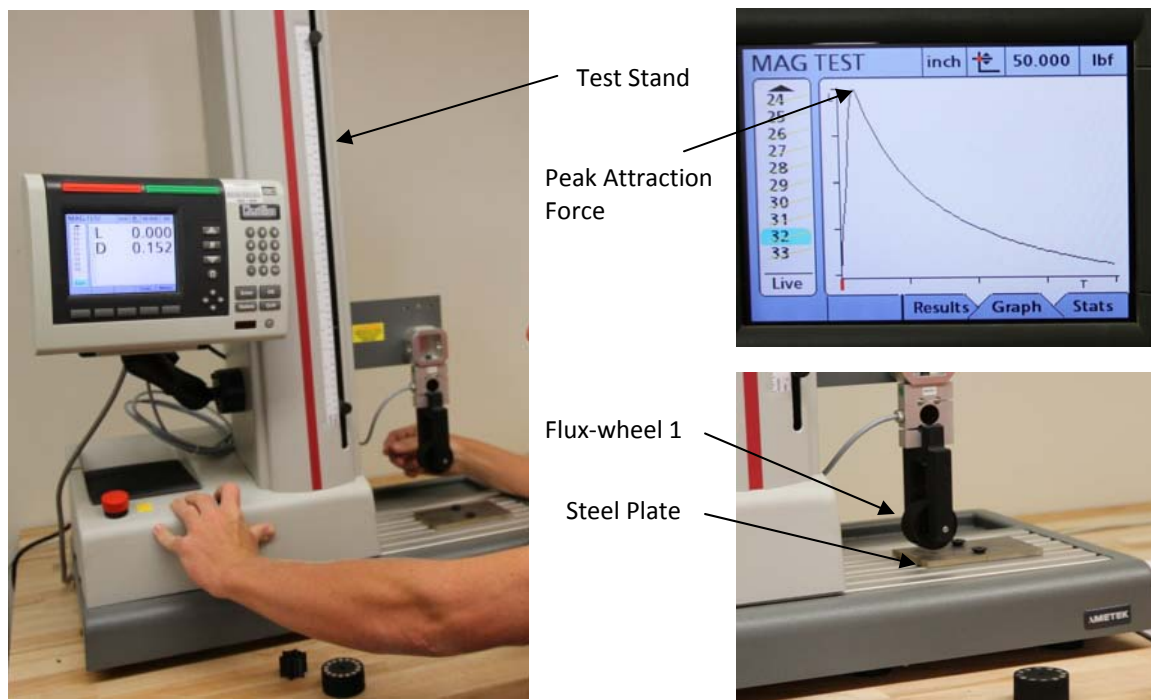 Test Stand
Peak Attraction
Force
Flux-wheel 1
Steel Plate
L 0.000
D 0.152
MAG TEST inch 50.000 lbf
24
25
26
27
28
29
30
31
32
33
Live
T
Results Graph Stats
AMETEK